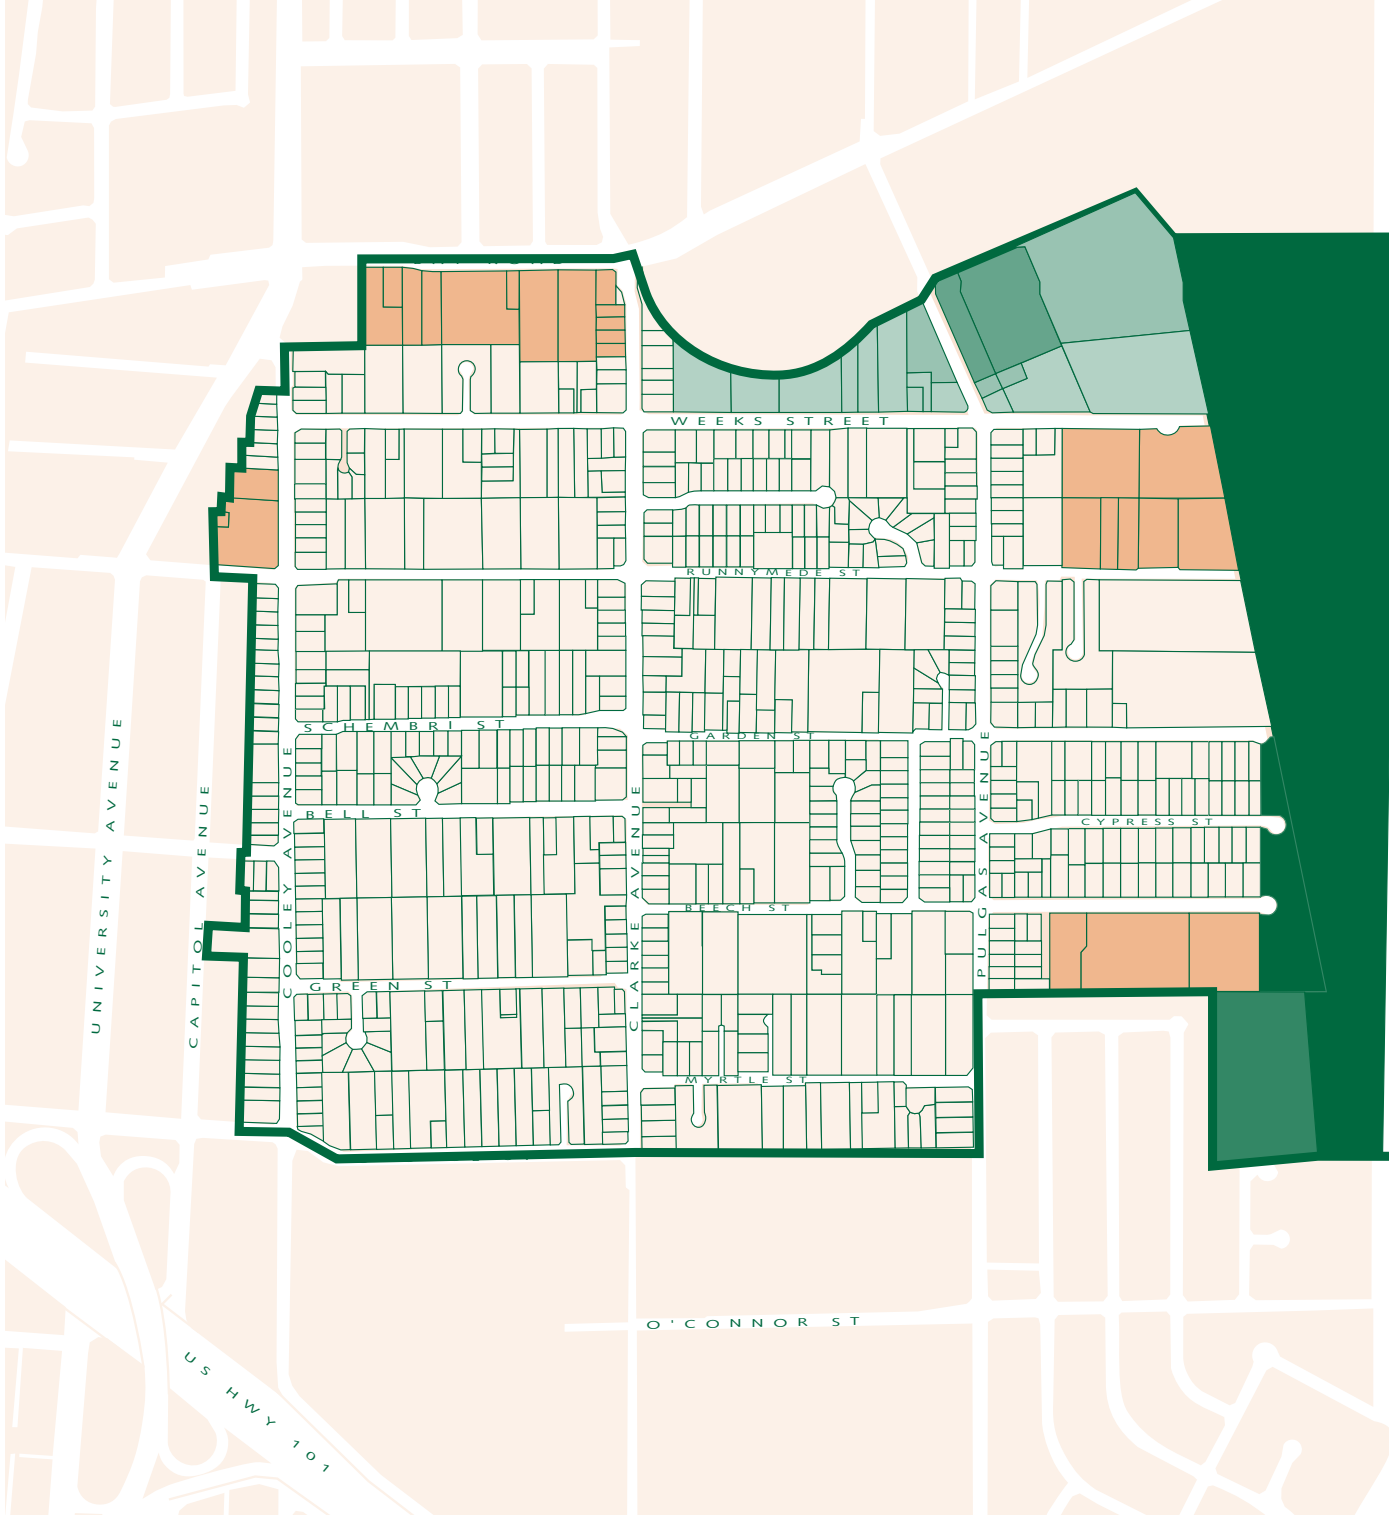 WEEKS STREET
RUNNYMEDE ST
SCHEMBRI ST
GARDEN ST
BELL ST
CYPRESS ST
BEECH ST
GREEN ST
MYRTLE ST
UNIVERSITY AVENUE
CAPITOL AVENUE
COOLEY AVENUE
CLARKE AVENUE
PULGAS AVENUE
O'CONNOR ST
US HWY 101